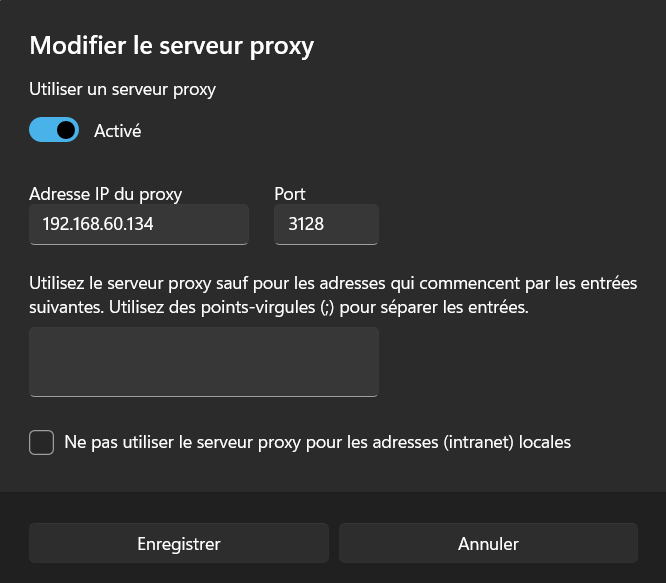 Modifier le serveur proxy
Utiliser un serveur proxy
Activé
Adresse IP du proxy
Port
192.168.60.134
3128
Utilisez le serveur proxy sauf pour les adresses qui commencent par les entrées
suivantes. Utilisez des points-virgules (;) pour séparer les entrées.
Ne pas utiliser le serveur proxy pour les adresses (intranet) locales
Enregistrer
Annuler